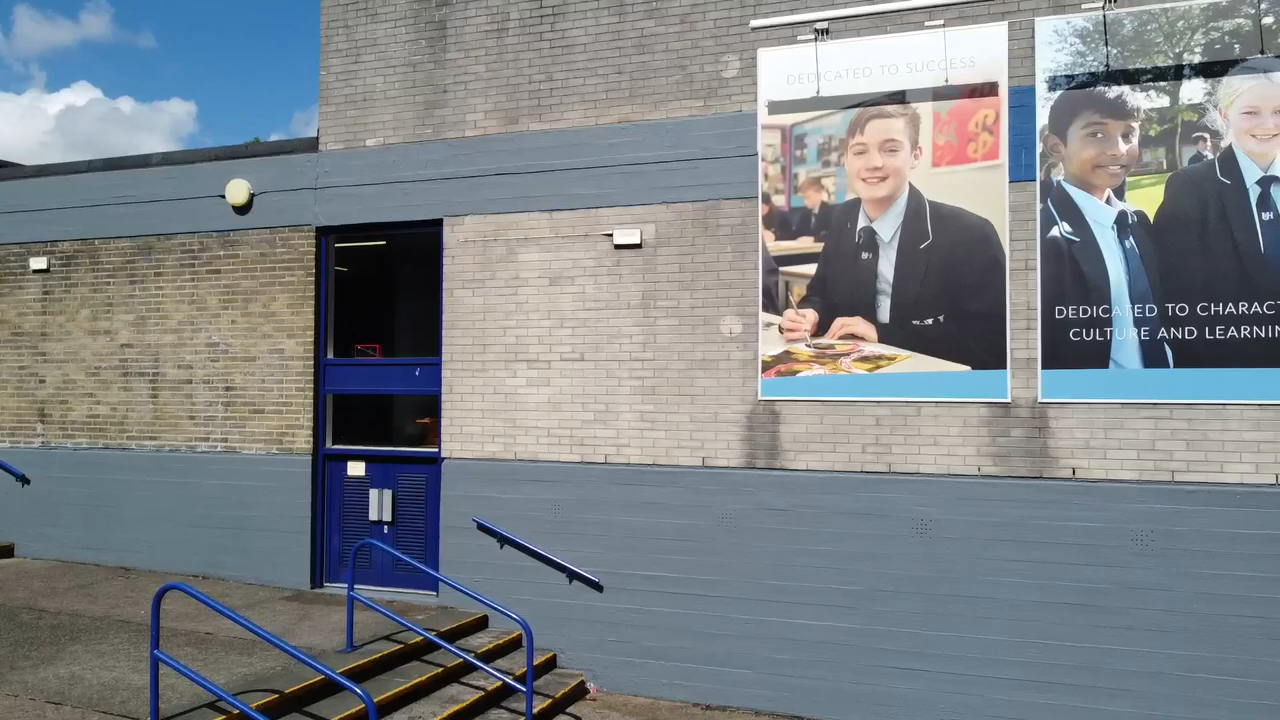 DEDICATED TO SUCCESS
DEDICATED TO CHARACT
CULTURE AND LEARNIN